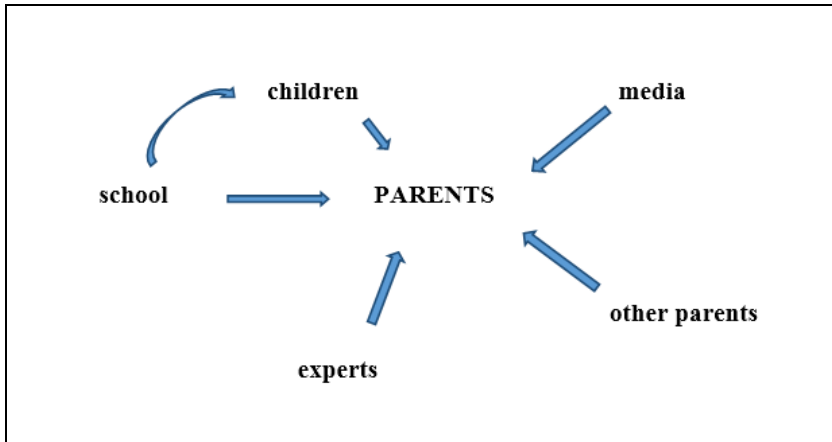 children
media
school
PARENTS
other parents
experts